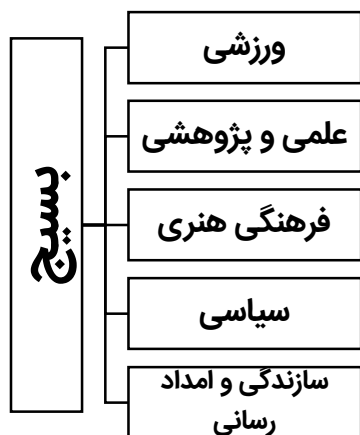 بسیج
ورزشی
علمی و پژوهشی
فرهنگی هنری
سیاسی
سازندگی و امداد
رسانی